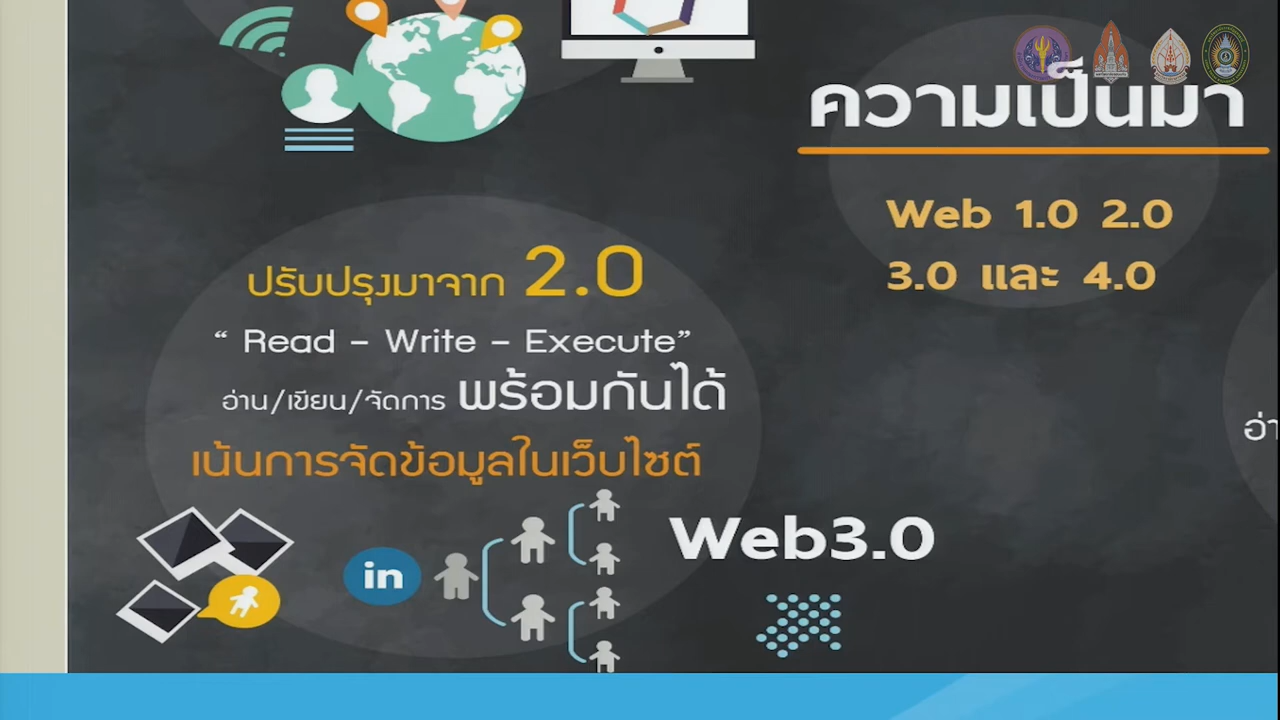 ความเป็นมา
Web 1.0 2.0
3.0 และ 4.0
ปรับปรุงมาจาก 2.0
“ Read – Write – Execute”
อ่าน/เขียน/จัดการ พร้อมกันได้
เน้นการจัดข้อมูลในเว็บไซต์
in
Web3.0